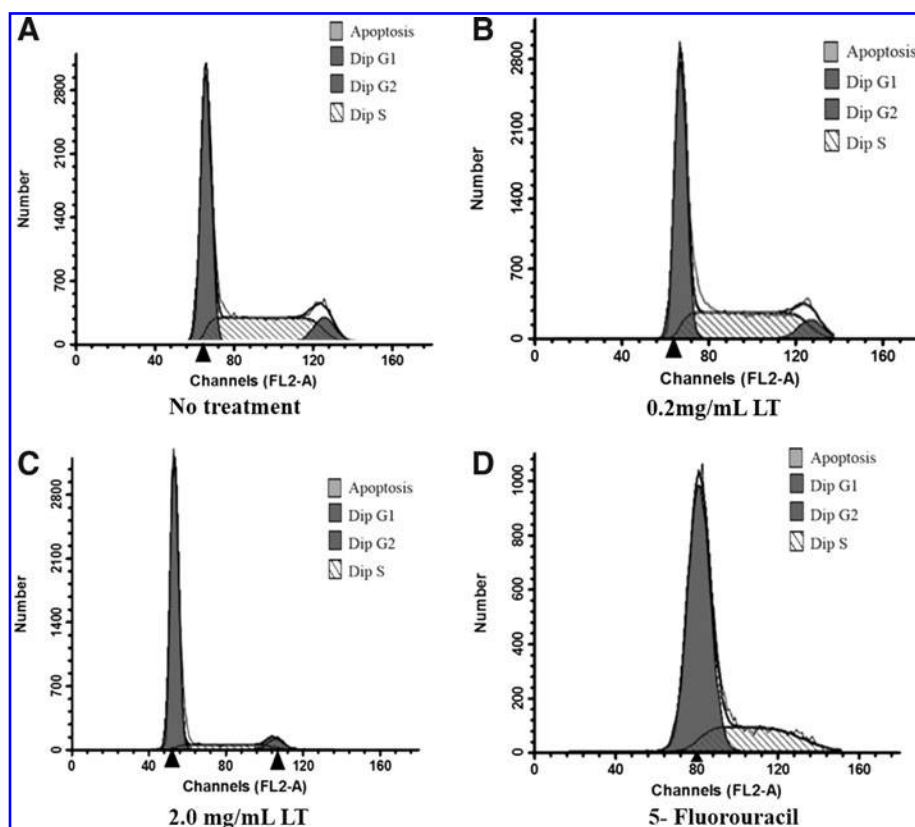 A
Apoptosis
Dip G1
Dip G2
Dip S
Number
2800
2100
1400
700
0
0 40 80 120 160
Channels (FL2-A)
No treatment
B
Apoptosis
Dip G1
Dip G2
Dip S
Number
2800
2100
1400
700
0
0 40 80 120 160
Channels (FL2-A)
0.2mg/mL LT
C
Apoptosis
Dip G1
Dip G2
Dip S
Number
2800
2100
1400
700
0
0 40 80 120 160
Channels (FL2-A)
2.0 mg/mL LT
D
Apoptosis
Dip G1
Dip G2
Dip S
Number
1000
800
600
400
200
0
0 40 80 120 160
Channels (FL2-A)
5- Fluorouracil